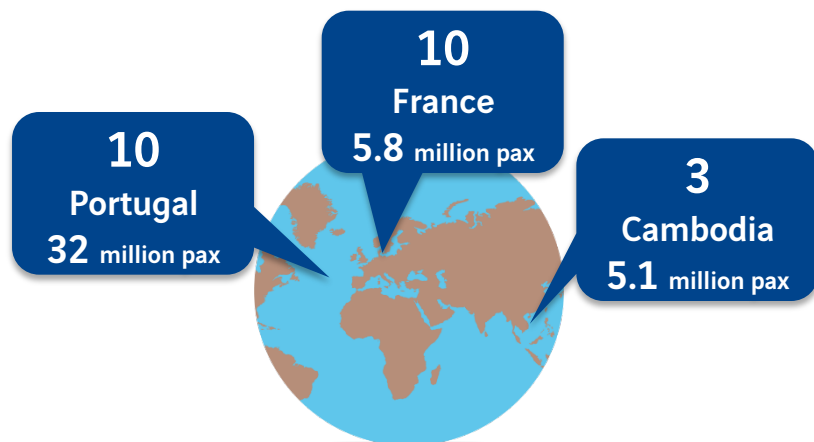 10
Portugal
32 million pax
10
France
5.8 million pax
3
Cambodia
5.1 million pax